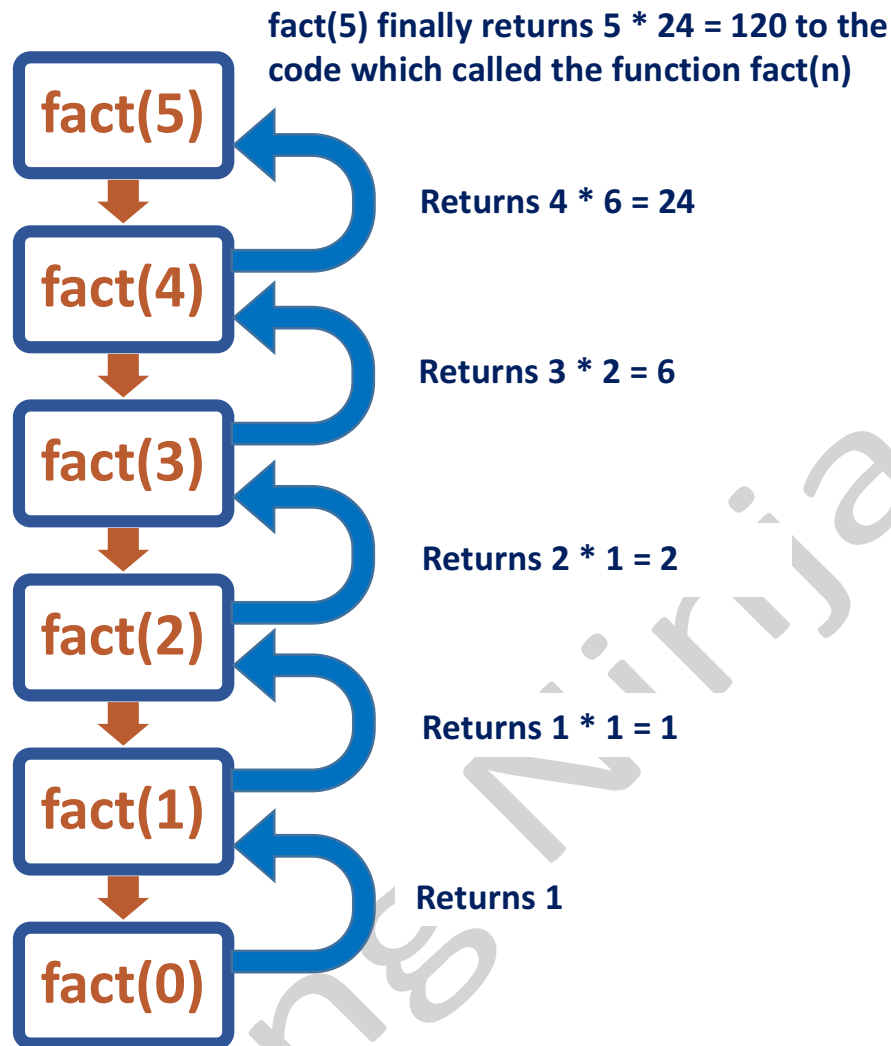 fact(5) finally returns 5 * 24 = 120 to the
code which called the function fact(n)
fact(5)
Returns 4 * 6 = 24
fact(4)
Returns 3 * 2 = 6
fact(3)
Returns 2 * 1 = 2
fact(2)
Returns 1 * 1 = 1
fact(1)
Returns 1
fact(0)
ng Ninja